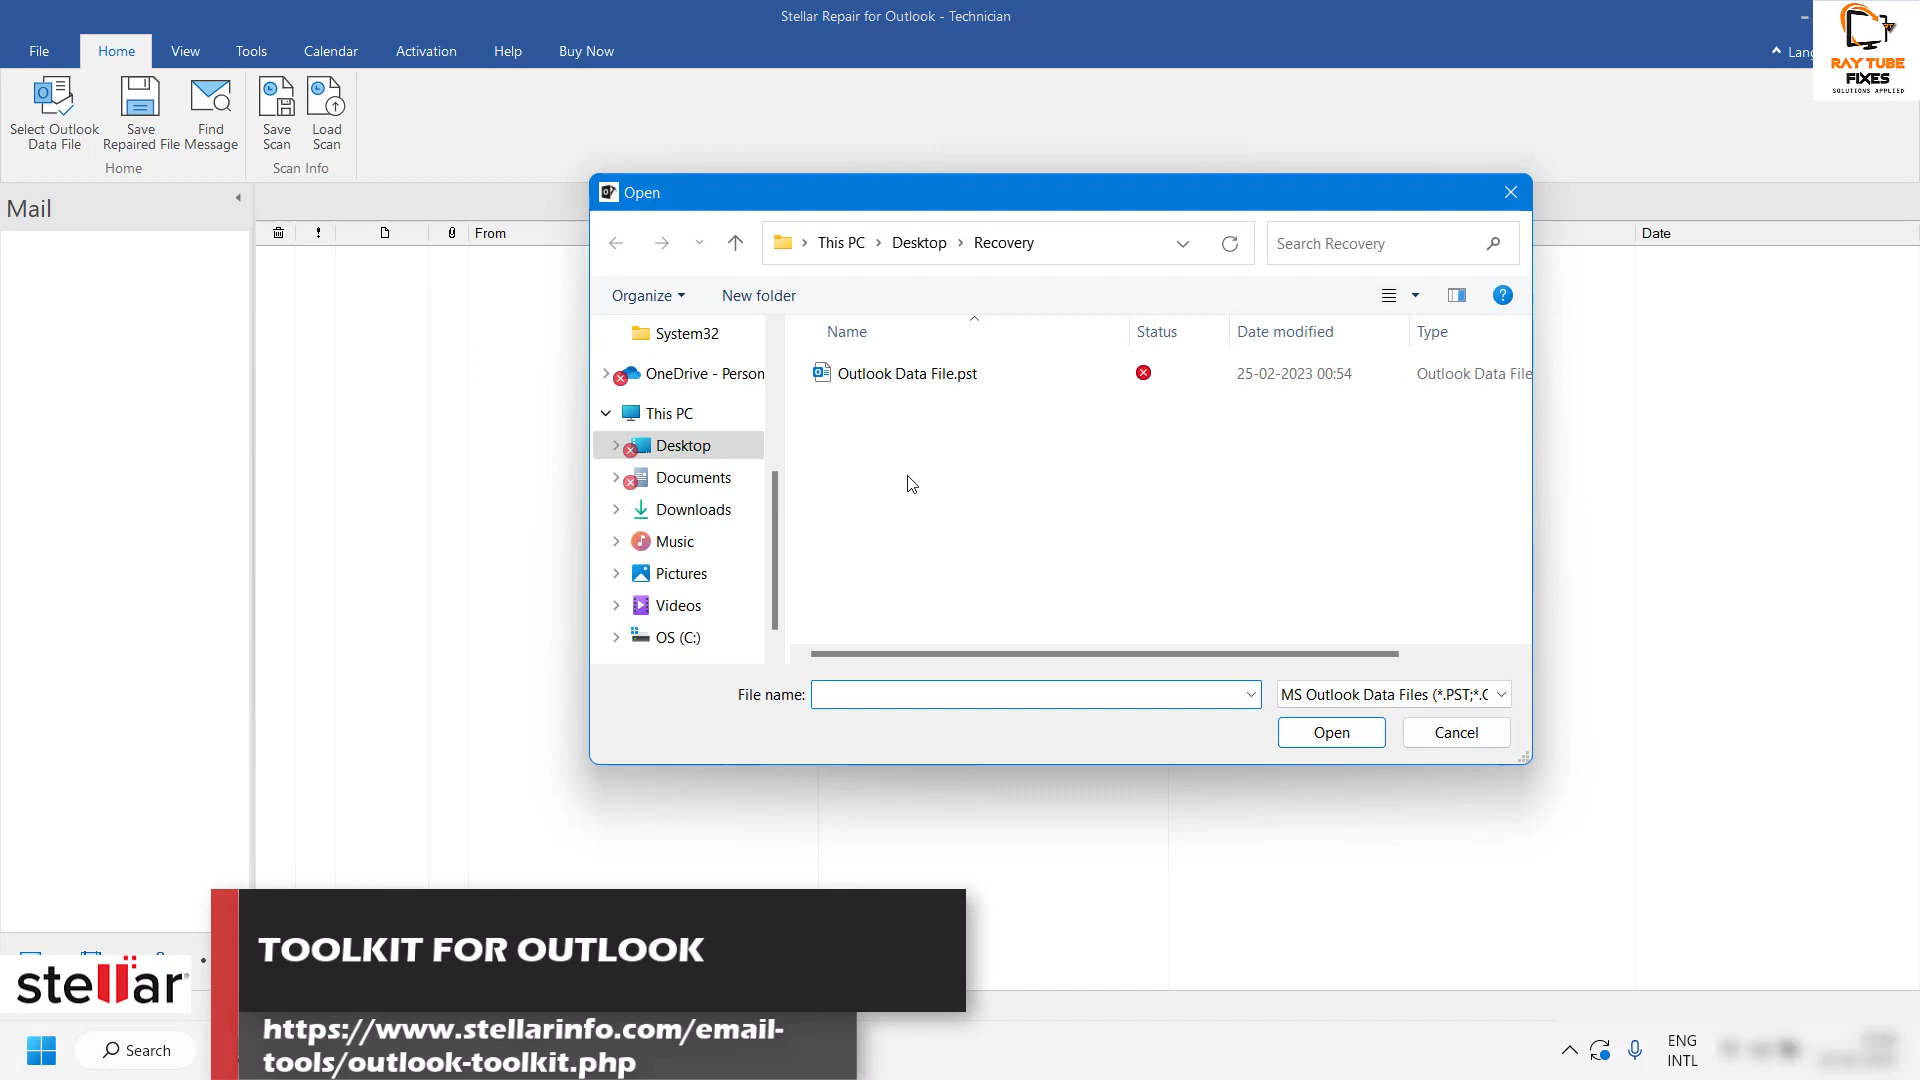 Stellar Repair for Outlook - Technician
File Home View Tools Calendar Activation Help Buy Now
RAY TUBE
FIXES
SOLUTIONS APPLIED
Select Outlook
Data File
Save
Repaired File
Find
Message
Save
Scan
Load
Scan
Home
Scan Info
Mail
From
Date
Open
This PC Desktop Recovery
Search Recovery
Organize
New folder
Name Status Date modified Type
System32
OneDrive - Person
This PC
Desktop
Documents
Downloads
Music
Pictures
Videos
OS (C:)
Outlook Data File.pst 25-02-2023 00:54 Outlook Data File
File name:
MS Outlook Data Files (*.PST;*.
Open
Cancel
TOOLKIT FOR OUTLOOK
https://www.stellarinfo.com/email-
tools/outlook-toolkit.php
stellar
Search
ENG
INTL